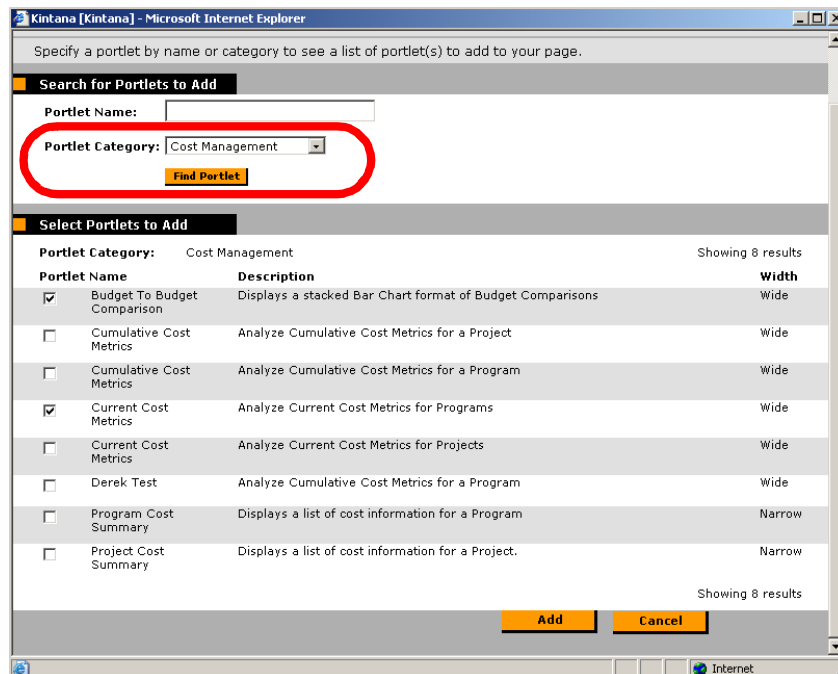 Kintana [Kintana] - Microsoft Internet Explorer
Specify a portlet by name or category to see a list of portlet(s) to add to your page.
Search for Portlets to Add
Portlet Name:
Portlet Category: Cost Management
Find Portlet
Select Portlets to Add
Portlet Category: Cost Management Showing 8 results
Portlet Name Description Width
Budget To Budget Displays a stacked Bar Chart format of Budget Comparisons Wide
Comparison
Cumulative Cost Analyze Cumulative Cost Metrics for a Project Wide
Metrics
Cumulative Cost Analyze Cumulative Cost Metrics for a Program Wide
Metrics
Current Cost Analyze Current Cost Metrics for Programs Wide
Metrics
Current Cost Analyze Current Cost Metrics for Projects Wide
Metrics
Derek Test Analyze Cumulative Cost Metrics for a Program Wide
Program Cost Displays a list of cost information for a Program Narrow
Summary
Project Cost Displays a list of cost information for a Project. Narrow
Summary
Showing 8 results
Add Cancel
Internet